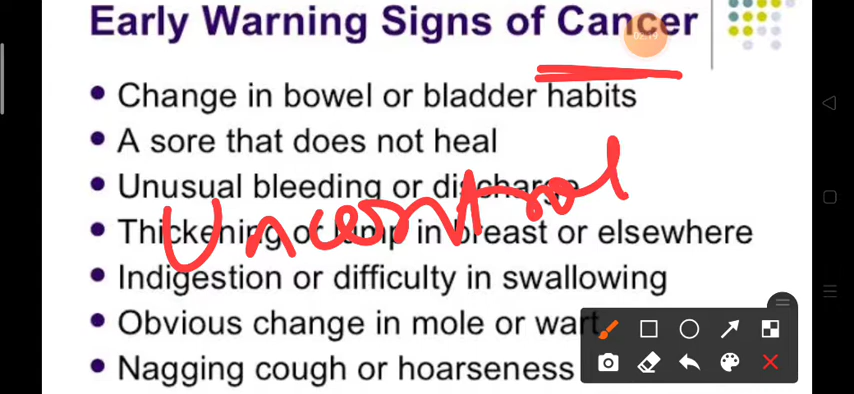 Early Warning Signs of Cancer
02:19
• Change in bowel or bladder habits
• A sore that does not heal
• Unusual bleeding or discharge
• Thickening or lump in breast or elsewhere
Uncontrol
• Indigestion or difficulty in swallowing
• Obvious change in mole or wart
• Nagging cough or hoarseness